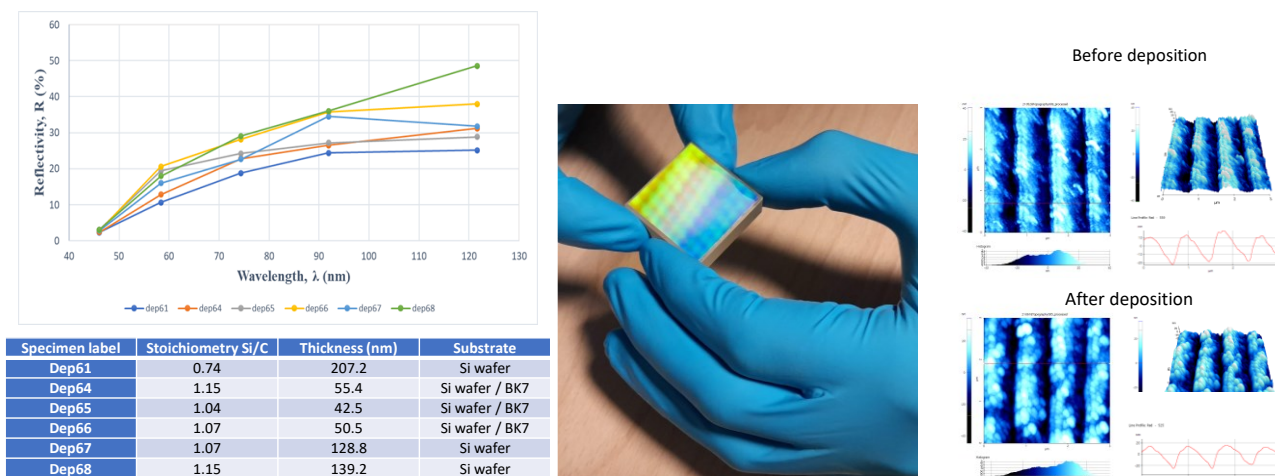 60
50
40
30
20
10
0
Reflectivity, R (%)
40 50 60 70 80 90 100 110 120 130
Wavelength, λ (nm)
dep61 dep64 dep65 dep66 dep67 dep68
Specimen label Stoichiometry Si/C Thickness (nm) Substrate
Dep61 0.74 207.2 Si wafer
Dep64 1.15 55.4 Si wafer / BK7
Dep65 1.04 42.5 Si wafer / BK7
Dep66 1.07 50.5 Si wafer / BK7
Dep67 1.07 128.8 Si wafer
Dep68 1.15 139.2 Si wafer
Before deposition
After deposition